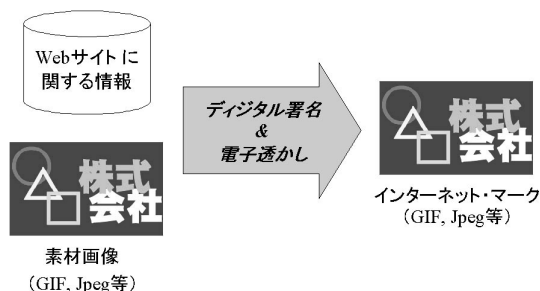 Webサイトに
関する情報
株式
会社
素材画像
（GIF, Jpeg等）
ディジタル署名
&
電子透かし
株式
会社
インターネット・マーク
（GIF, Jpeg等）